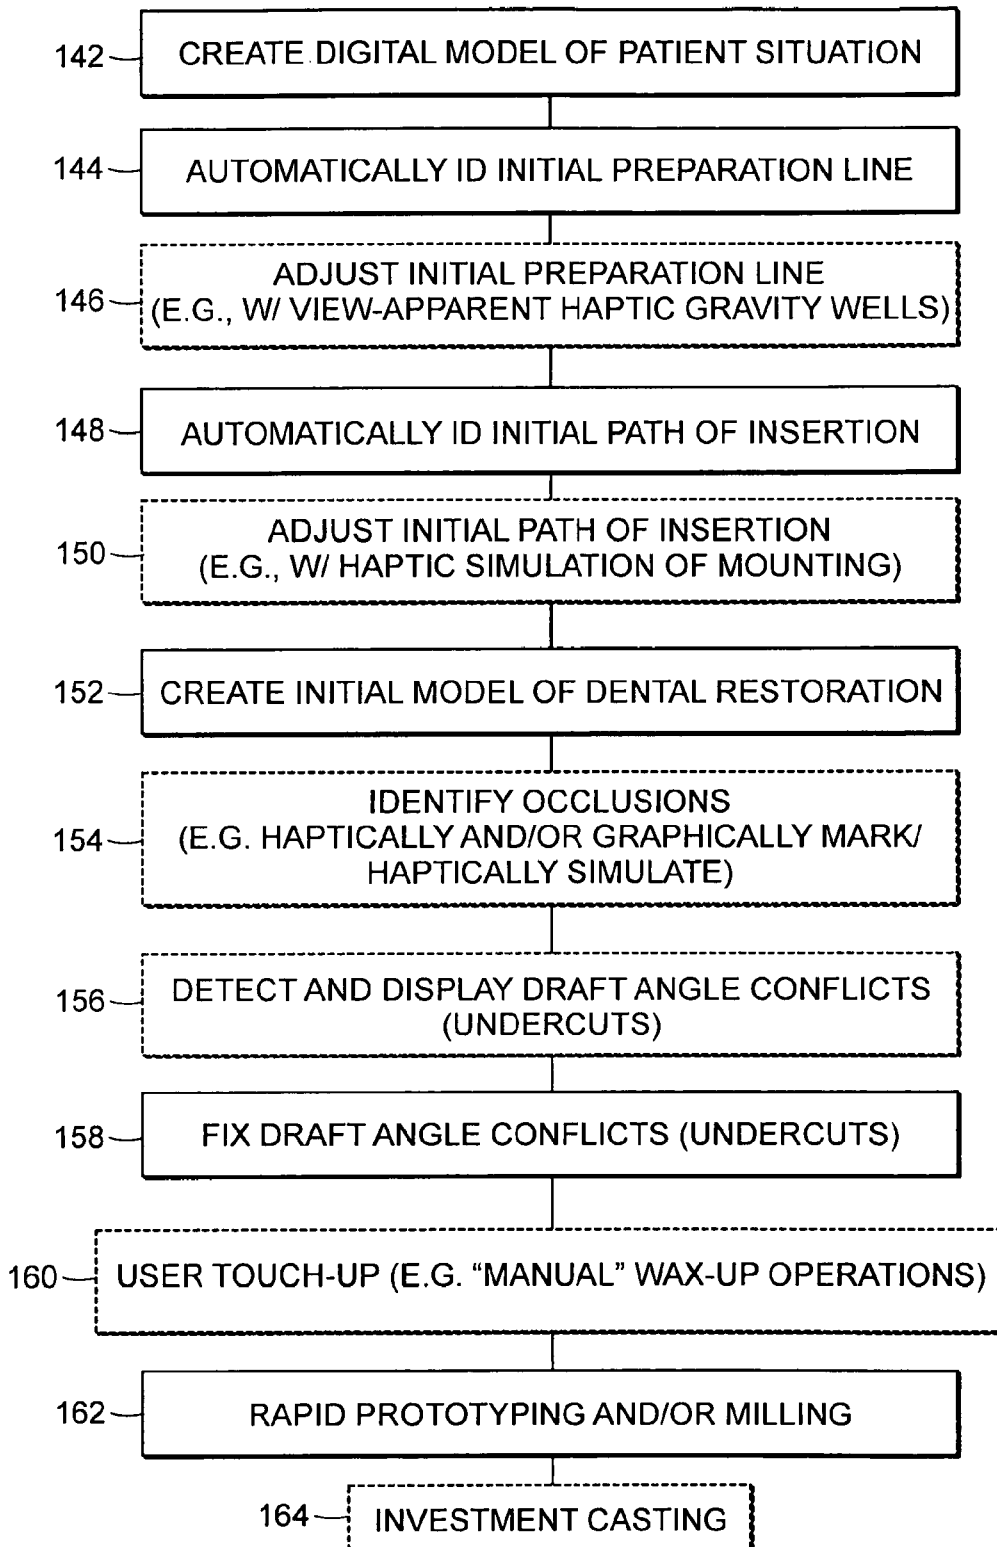 142
CREATE DIGITAL MODEL OF PATIENT SITUATION
144
AUTOMATICALLY ID INITIAL PREPARATION LINE
146
ADJUST INITIAL PREPARATION LINE
(E.G., W/ VIEW-APPARENT HAPTIC GRAVITY WELLS)
148
AUTOMATICALLY ID INITIAL PATH OF INSERTION
150
ADJUST INITIAL PATH OF INSERTION
(E.G., W/ HAPTIC SIMULATION OF MOUNTING)
152
CREATE INITIAL MODEL OF DENTAL RESTORATION
154
IDENTIFY OCCLUSIONS
(E.G. HAPTICALLY AND/OR GRAPHICALLY MARK/
HAPTICALLY SIMULATE)
156
DETECT AND DISPLAY DRAFT ANGLE CONFLICTS
(UNDERCUTS)
158
FIX DRAFT ANGLE CONFLICTS (UNDERCUTS)
160
USER TOUCH-UP (E.G. “MANUAL” WAX-UP OPERATIONS)
162
RAPID PROTOTYPING AND/OR MILLING
164
INVESTMENT CASTING